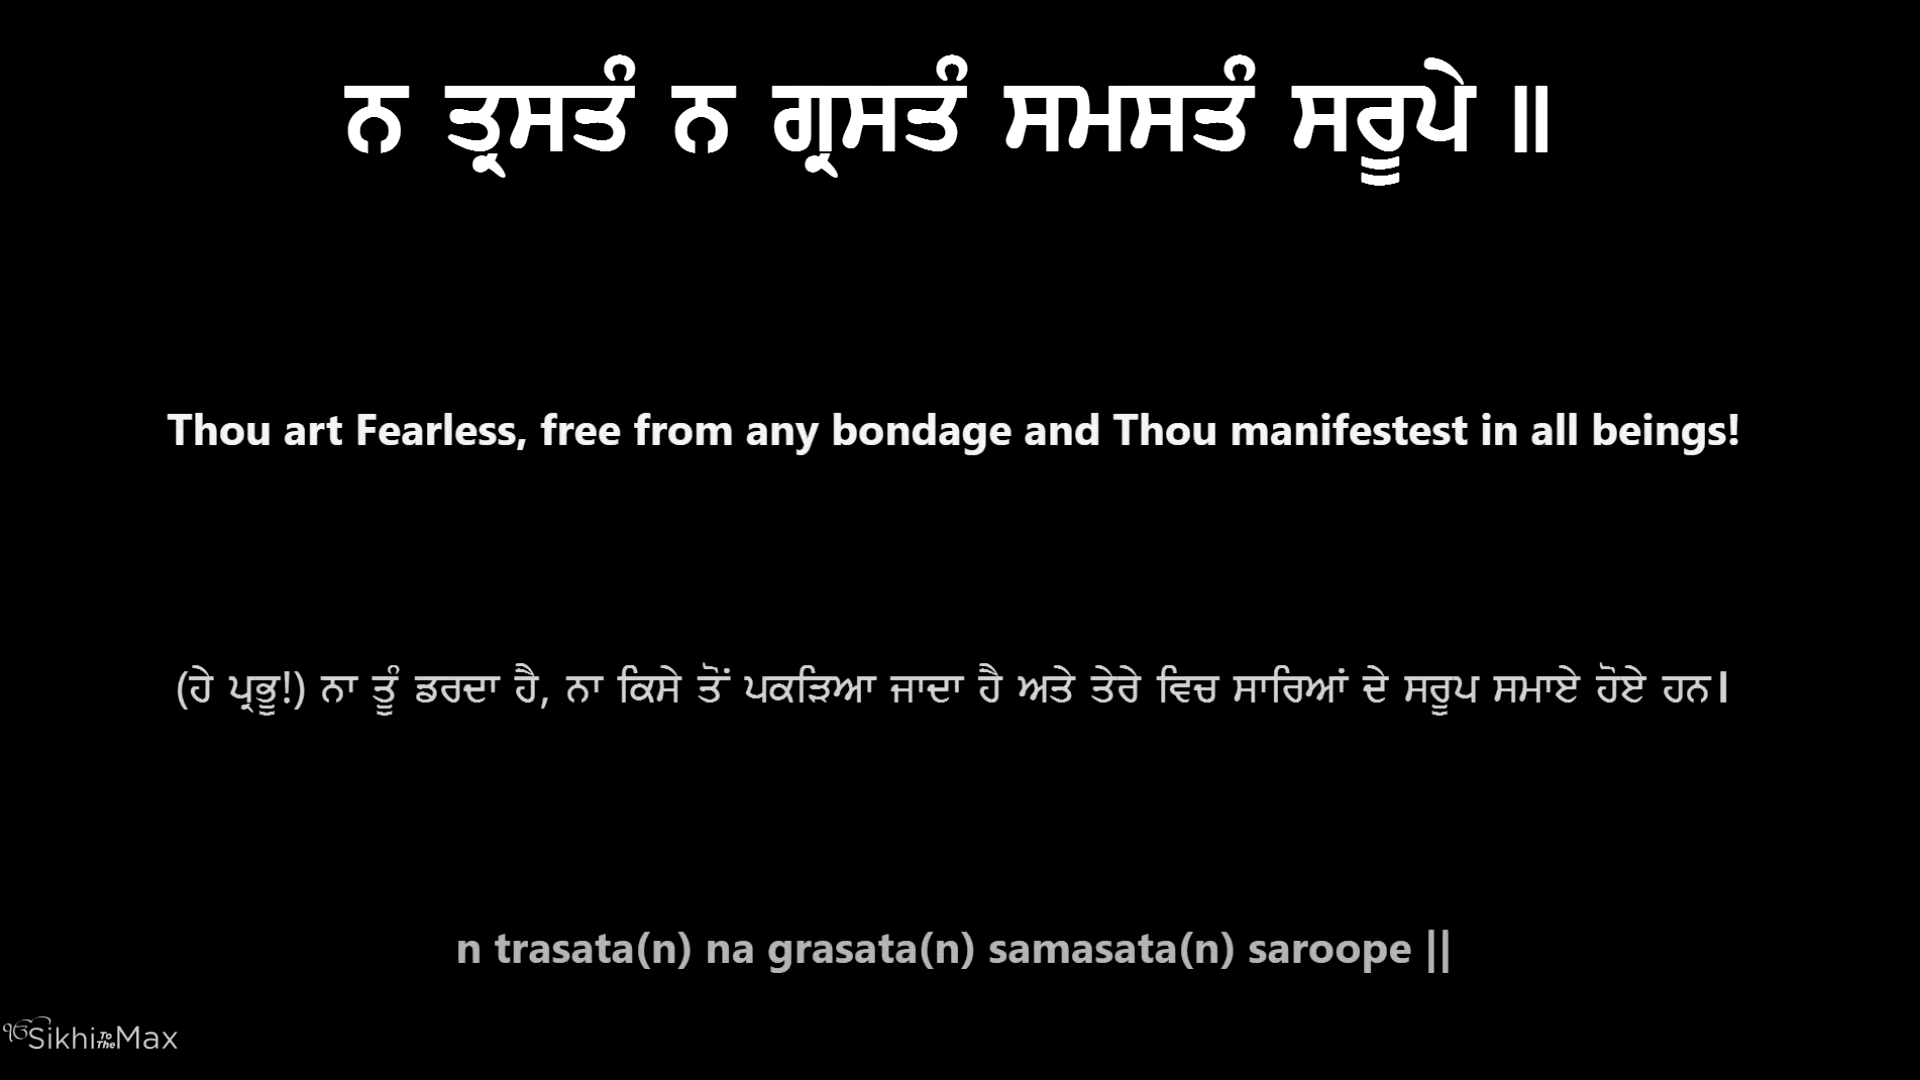 ਨ ਤ੍ਰਸਤੰ ਨ ਗ੍ਰਸਤੰ ਸਮਸਤੰ ਸਰੂਪੇ ॥
Thou art Fearless, free from any bondage and Thou manifestest in all beings!
(ਹੇ ਪ੍ਰਭੂ!) ਨਾ ਤੂੰ ਡਰਦਾ ਹੈ, ਨਾ ਕਿਸੇ ਤੋਂ ਪਕੜਿਆ ਜਾਦਾ ਹੈ ਅਤੇ ਤੇਰੇ ਵਿਚ ਸਾਰਿਆਂ ਦੇ ਸਰੂਪ ਸਮਾਏ ਹੋਏ ਹਨ।
n trasata(n) na grasata(n) samasata(n) saroope ||
ੴSikhiToTheMax